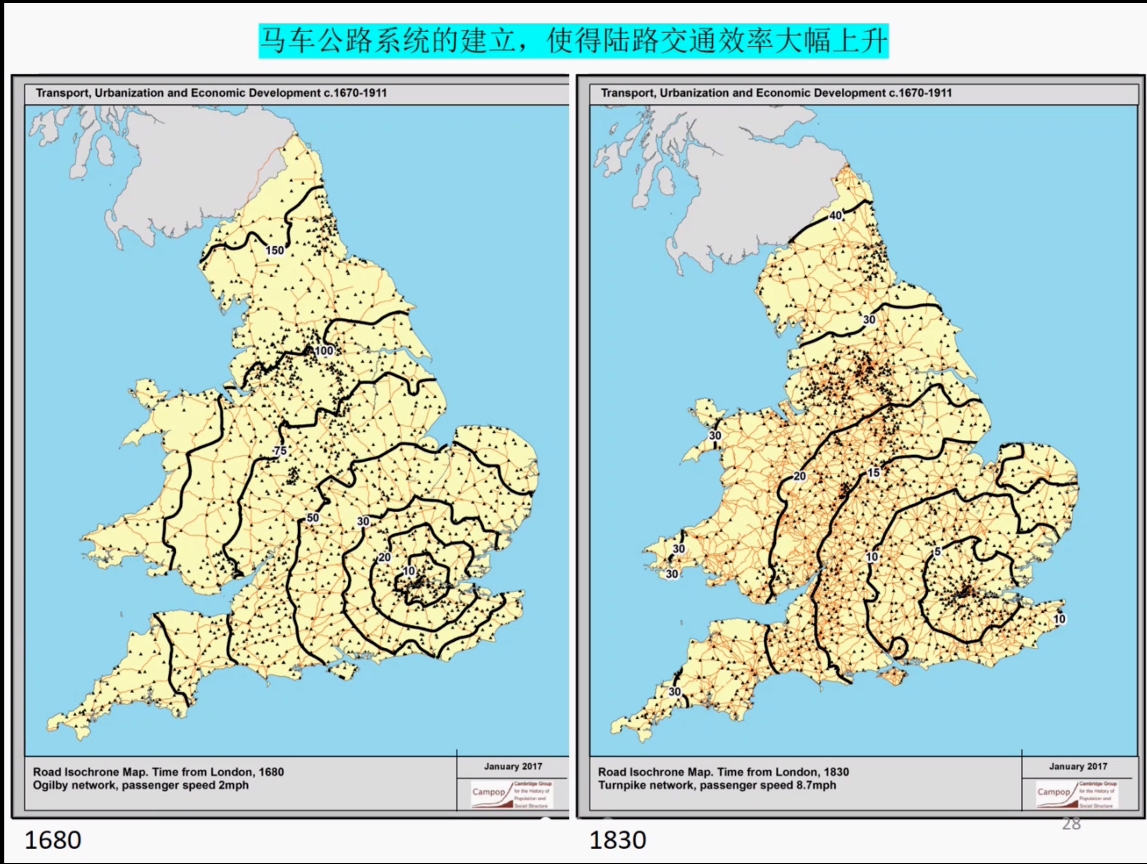 马车公路系统的建立，使得陆路交通效率大幅上升
Transport, Urbanization and Economic Development c.1670-1911
150
100
75
50
30
20
10
Road Isochrone Map. Time from London, 1680
Ogilby network, passenger speed 2mph
January 2017
Campop
Cambridge Group
for the History of
Population and
Social Structure
1680
Transport, Urbanization and Economic Development c.1670-1911
40
30
30
20
15
10
5
30
30
10
30
Road Isochrone Map. Time from London, 1830
Turnpike network, passenger speed 8.7mph
January 2017
Campop
Cambridge Group
for the History of
Population and
Social Structure
28
1830